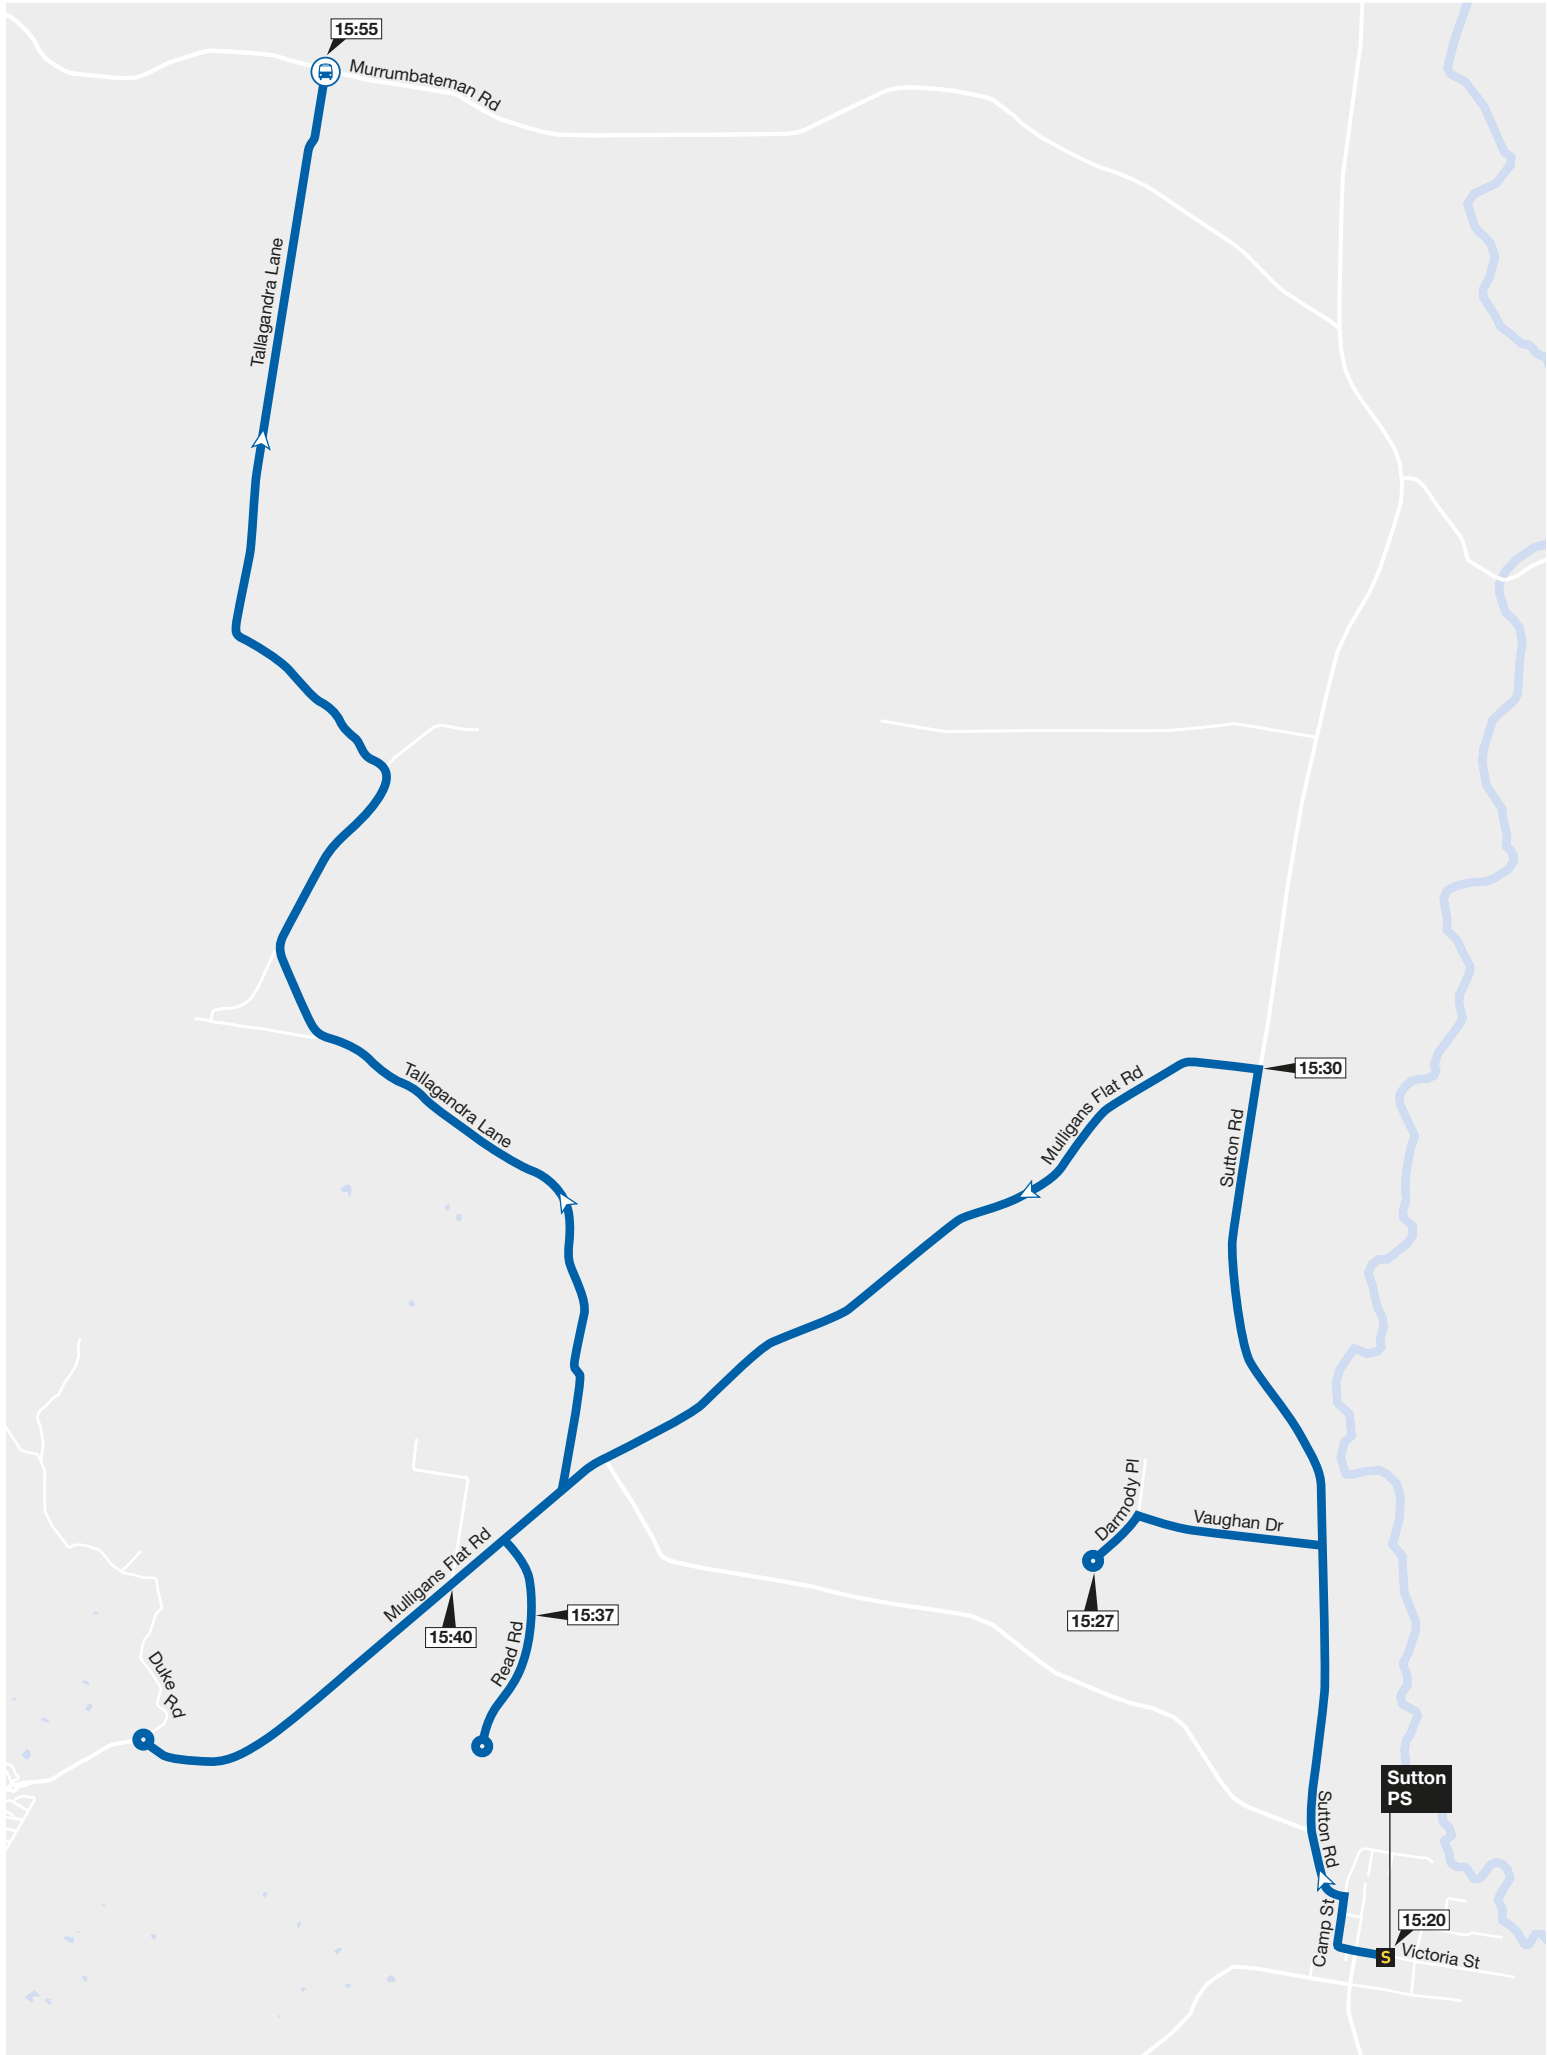 15:55
Murrumbateman Rd
Tallagandra Lane
Tallagandra Lane
Mulligans Flat Rd
15:30
Sutton Rd
Darmody Pl
Vaughan Dr
15:27
Mulligans Flat Rd
15:40
15:37
Read Rd
Duke Rd
Sutton
PS
Sutton Rd
Camp St
15:20
S
Victoria St